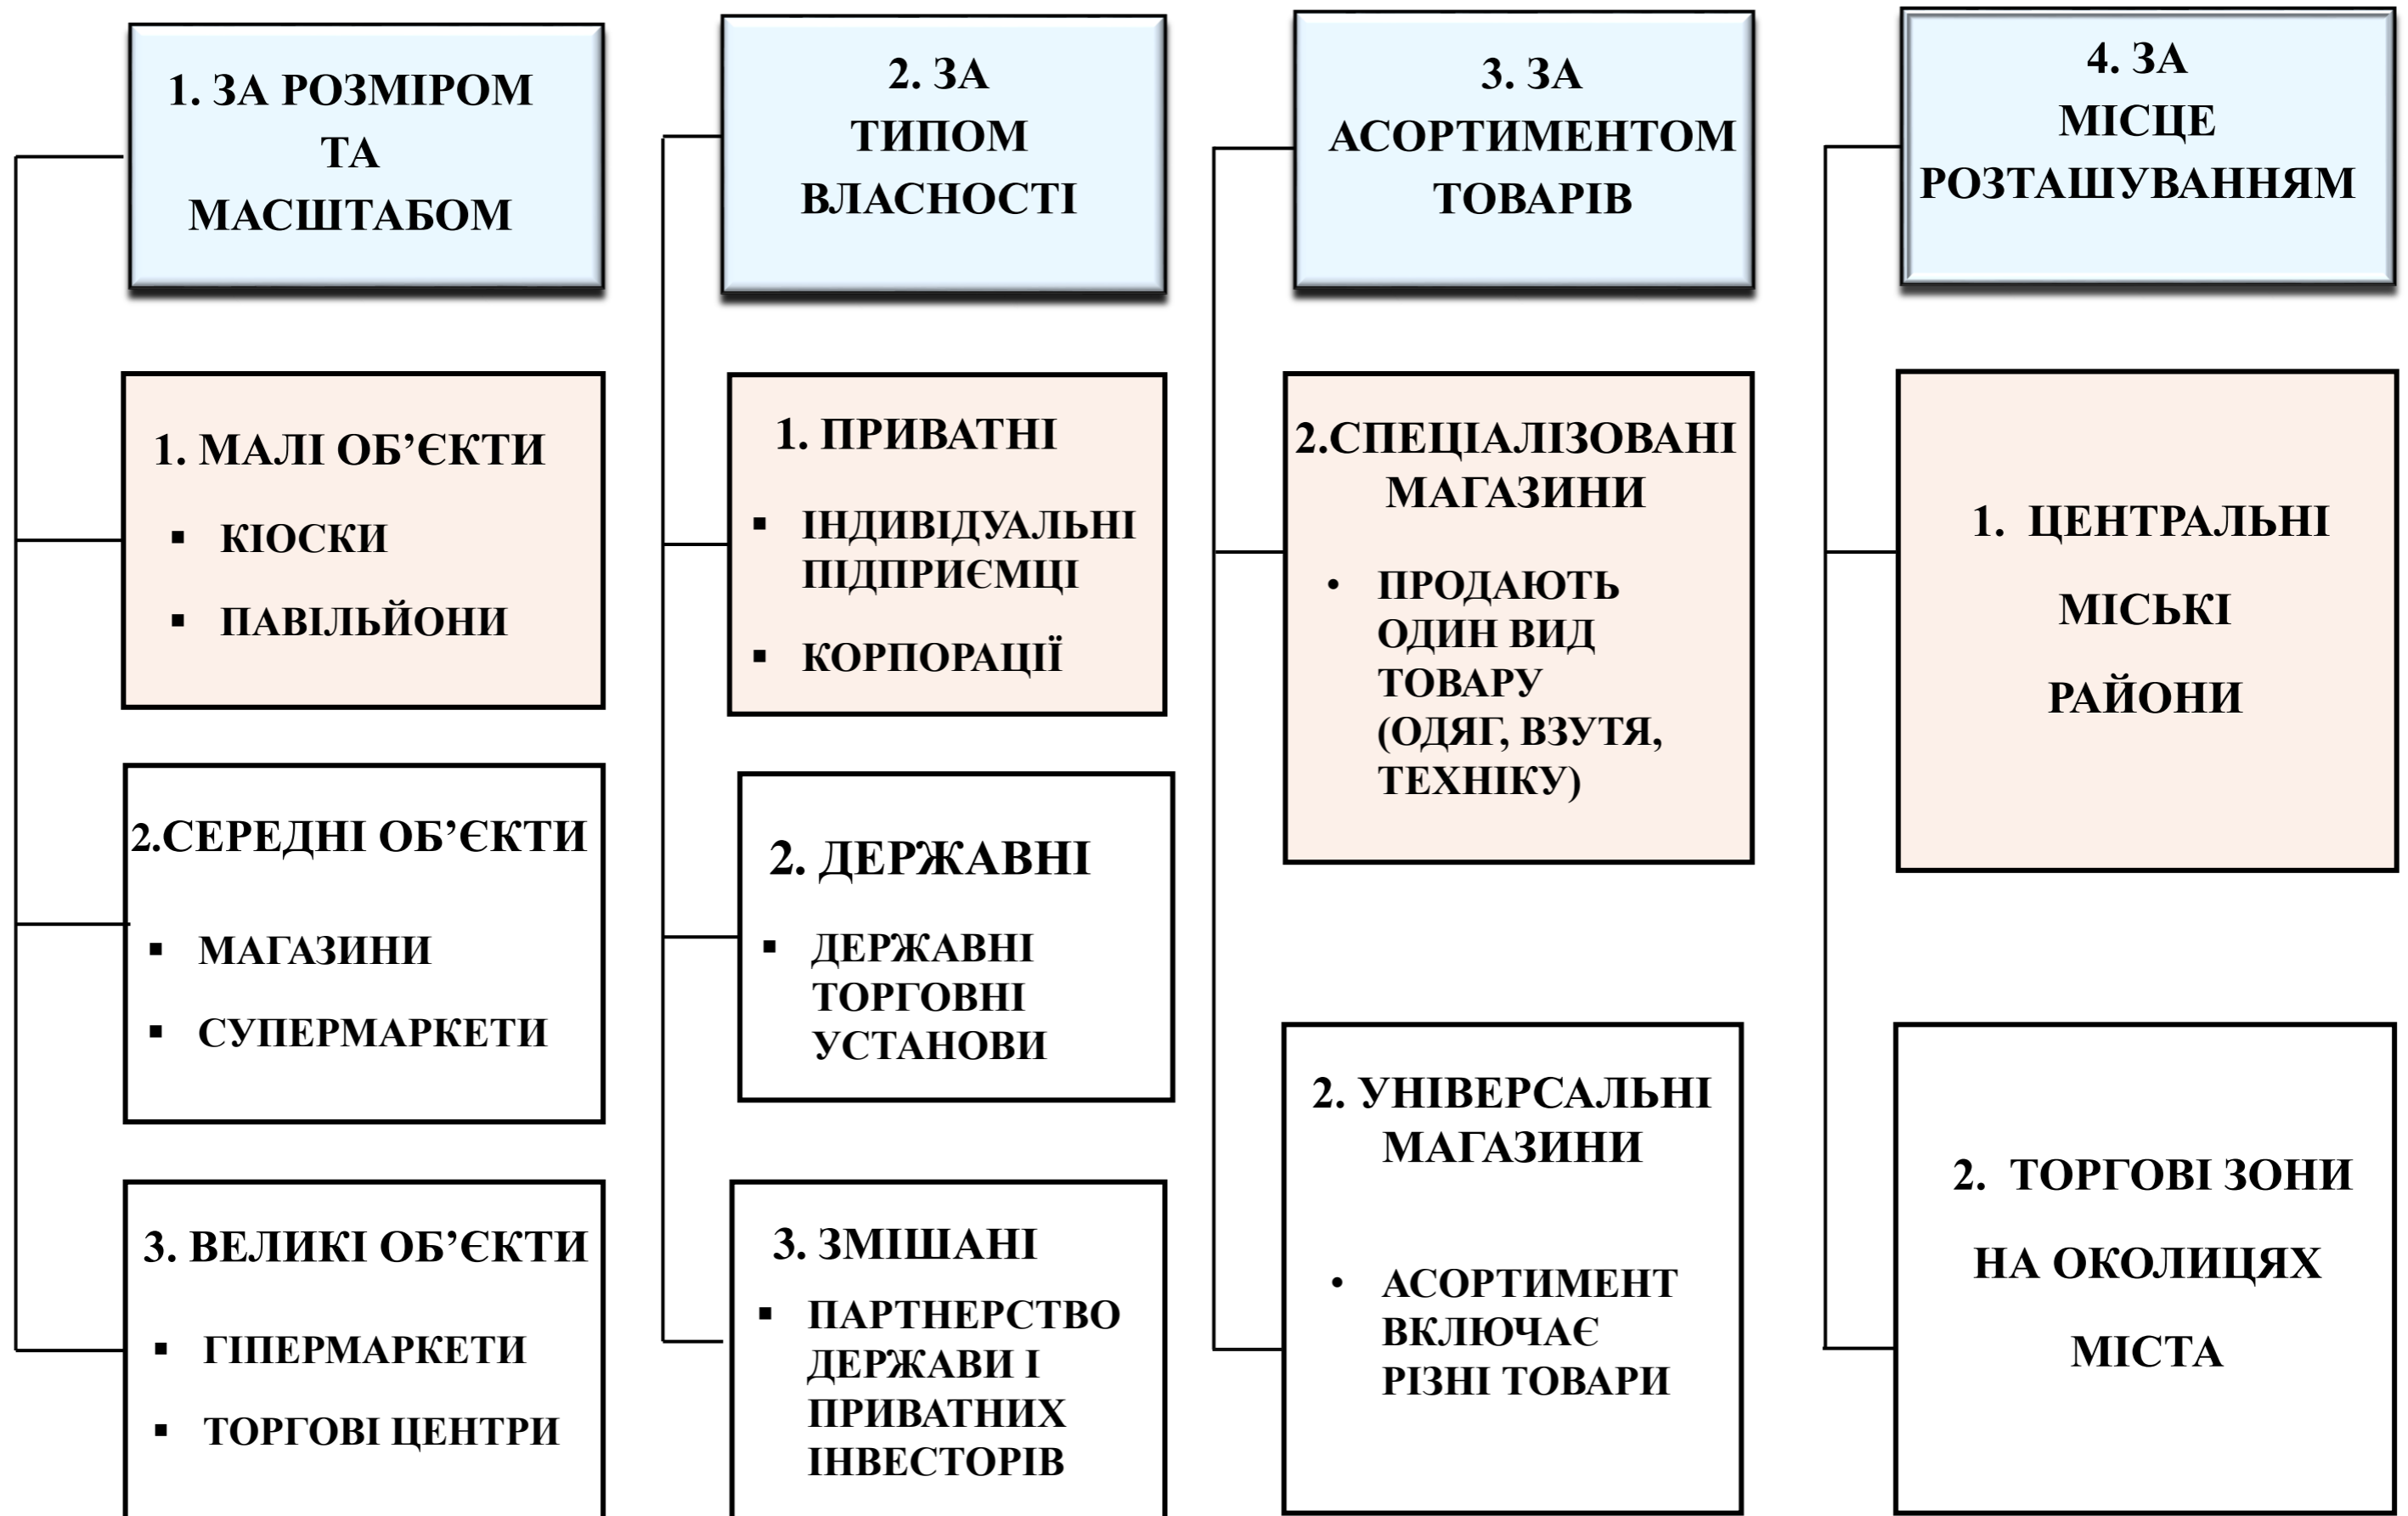 1. ЗА РОЗМІРОМ
ТА
МАСШТАБОМ
1. МАЛІ ОБ’ЄКТИ
▪ КІОСКИ
▪ ПАВІЛЬЙОНИ
2.СЕРЕДНІ ОБ’ЄКТИ
▪ МАГАЗИНИ
▪ СУПЕРМАРКЕТИ
3. ВЕЛИКІ ОБ’ЄКТИ
▪ ГІПЕРМАРКЕТИ
▪ ТОРГОВІ ЦЕНТРИ
2. ЗА
ТИПОМ
ВЛАСНОСТІ
1. ПРИВАТНІ
▪ ІНДИВІДУАЛЬНІ
ПІДПРИЄМЦІ
▪ КОРПОРАЦІЇ
2. ДЕРЖАВНІ
▪ ДЕРЖАВНІ
ТОРГОВНІ
УСТАНОВИ
3. ЗМІШАНІ
▪ ПАРТНЕРСТВО
ДЕРЖАВИ І
ПРИВАТНИХ
ІНВЕСТОРІВ
3. ЗА
АСОРТИМЕНТОМ
ТОВАРІВ
2.СПЕЦІАЛІЗОВАНІ
МАГАЗИНИ
• ПРОДАЮТЬ
ОДИН ВИД
ТОВАРУ
(ОДЯГ, ВЗУТЯ,
ТЕХНІКУ)
2. УНІВЕРСАЛЬНІ
МАГАЗИНИ
• АСОРТИМЕНТ
ВКЛЮЧАЄ
РІЗНІ ТОВАРИ
4. ЗА
МІСЦЕ
РОЗТАШУВАННЯМ
1. ЦЕНТРАЛЬНІ
МІСЬКІ
РАЙОНИ
2. ТОРГОВІ ЗОНИ
НА ОКОЛИЦЯХ
МІСТА